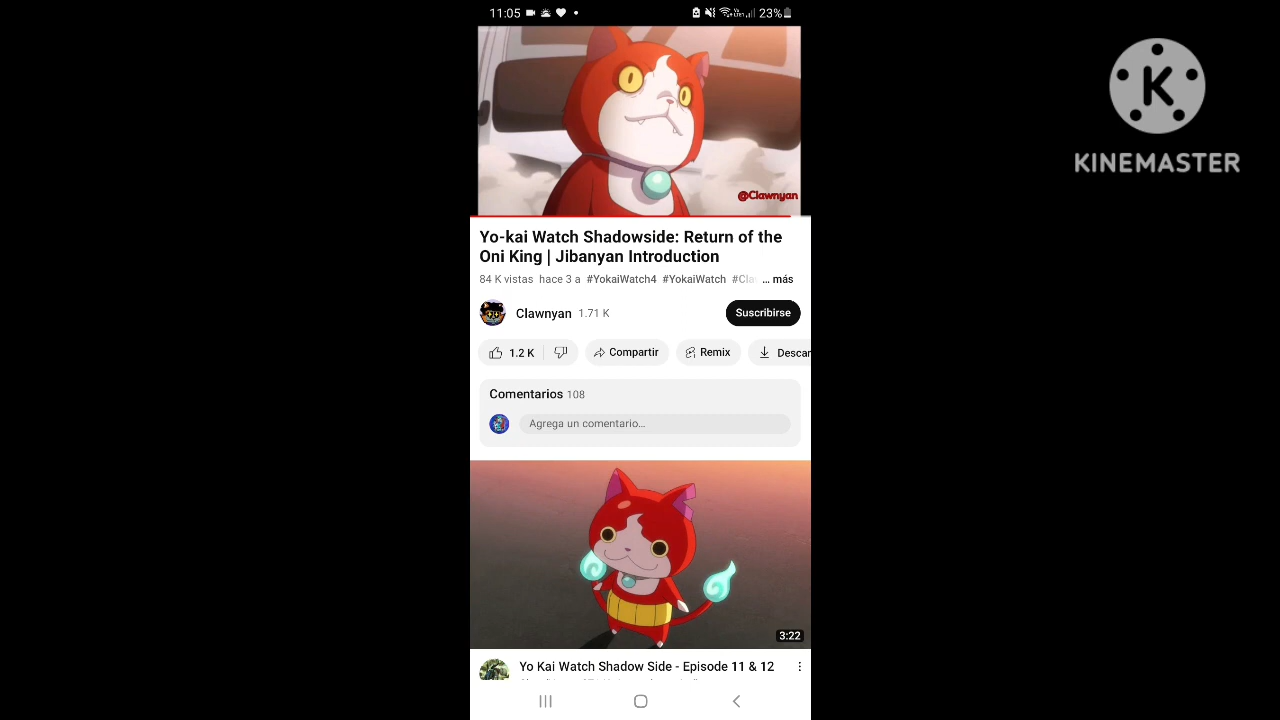 11:05
23%
K
KINEMASTER
@Clawnyan
Yo-kai Watch Shadowside: Return of the
Oni King | Jibanyan Introduction
84 K vistas hace 3 a #YokaiWatch4 #YokaiWatch #Cla ... más
Clawnyan 1.71 K
Suscribirse
1.2 K
Compartir
Remix
Descar
Comentarios 108
Agrega un comentario...
3:22
Yo Kai Watch Shadow Side - Episode 11 & 12